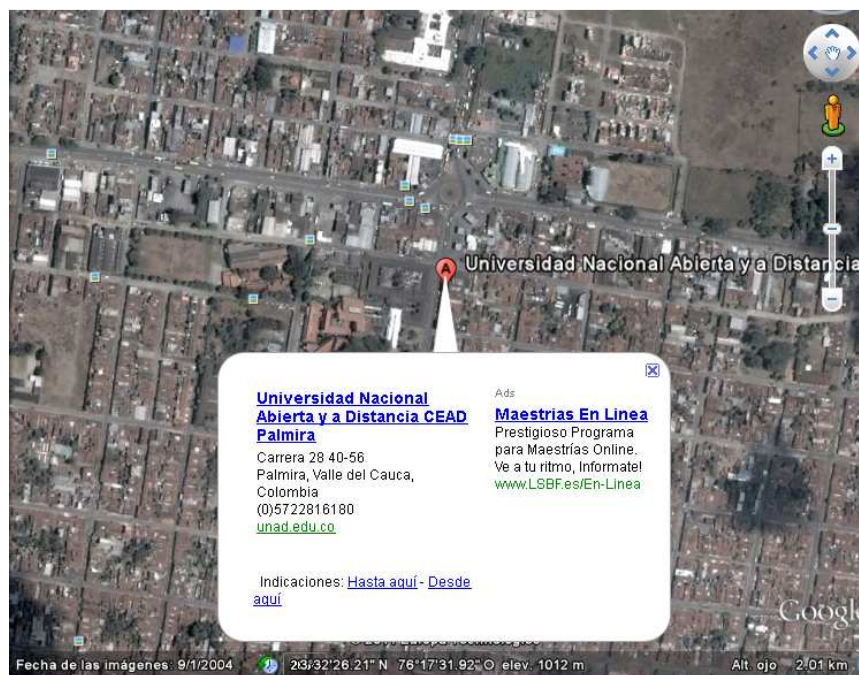 A Universidad Nacional Abierta y a Distancia
Universidad Nacional
Abierta y a Distancia CEAD
Palmira
Carrera 28 40-56
Palmira, Valle del Cauca,
Colombia
(0)5722816180
unad.edu.co
Indicaciones: Hasta aquí - Desde
aquí
Ads
Maestrias En Linea
Prestigioso Programa
para Maestrías Online.
Ve a tu ritmo, Informate!
www.LSBF.es/En-Linea
Googl
Fecha de las imágenes: 9/1/2004 3°32'26.21" N 76°17'31.92" O elev. 1012 m Alt. ojo 2.01 km